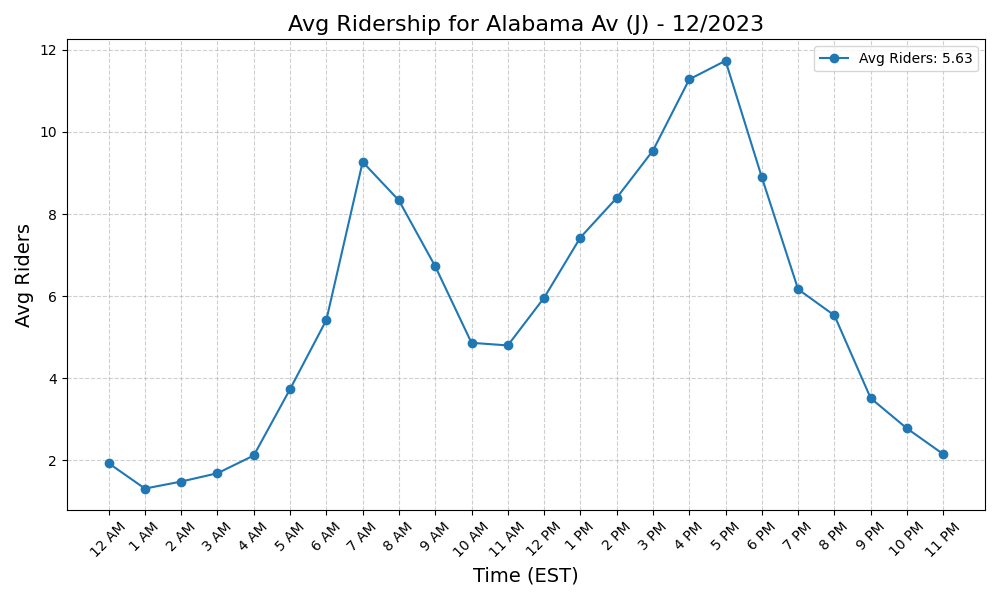 Avg Ridership for Alabama Av (J) - 12/2023
Avg Riders: 5.63
Avg Riders
12
10
8
6
4
2
12 AM 1 AM 2 AM 3 AM 4 AM 5 AM 6 AM 7 AM 8 AM 9 AM 10 AM 11 AM 12 PM 1 PM 2 PM 3 PM 4 PM 5 PM 6 PM 7 PM 8 PM 9 PM 10 PM 11 PM
Time (EST)